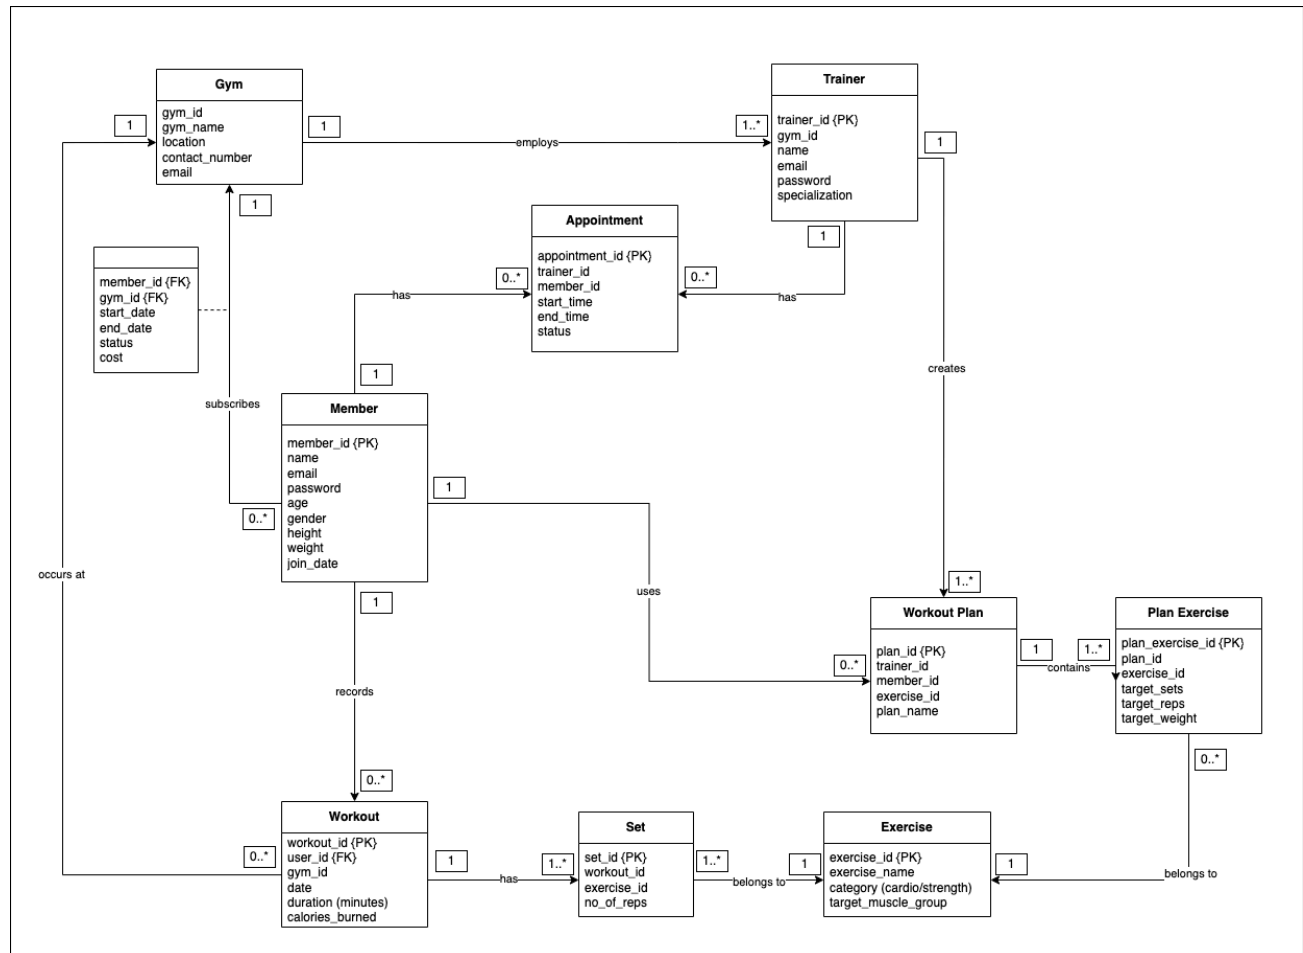 Gym
gym_id
gym_name
location
contact_number
email
1
1
employs
1..*
Trainer
trainer_id {PK}
gym_id
name
email
password
specialization
1
1
1
Appointment
appointment_id {PK}
trainer_id
member_id
start_time
end_time
status
0..*
0..*
has
has
member_id {FK}
gym_id {FK}
start_date
end_date
status
cost
subscribes
creates
1
Member
member_id {PK}
name
email
password
age
gender
height
weight
join_date
1
0..*
1
occurs at
uses
records
1..*
Workout Plan
plan_id {PK}
trainer_id
member_id
exercise_id
plan_name
0..*
1
1..*
contains
Plan Exercise
plan_exercise_id {PK}
plan_id
exercise_id
target_sets
target_reps
target_weight
0..*
0..*
Workout
workout_id {PK}
user_id {FK}
gym_id
date
duration (minutes)
calories_burned
0..*
1
has
1..*
Set
set_id {PK}
workout_id
exercise_id
no_of_reps
1..*
belongs to
1
Exercise
exercise_id {PK}
exercise_name
category (cardio/strength)
target_muscle_group
1
belongs to